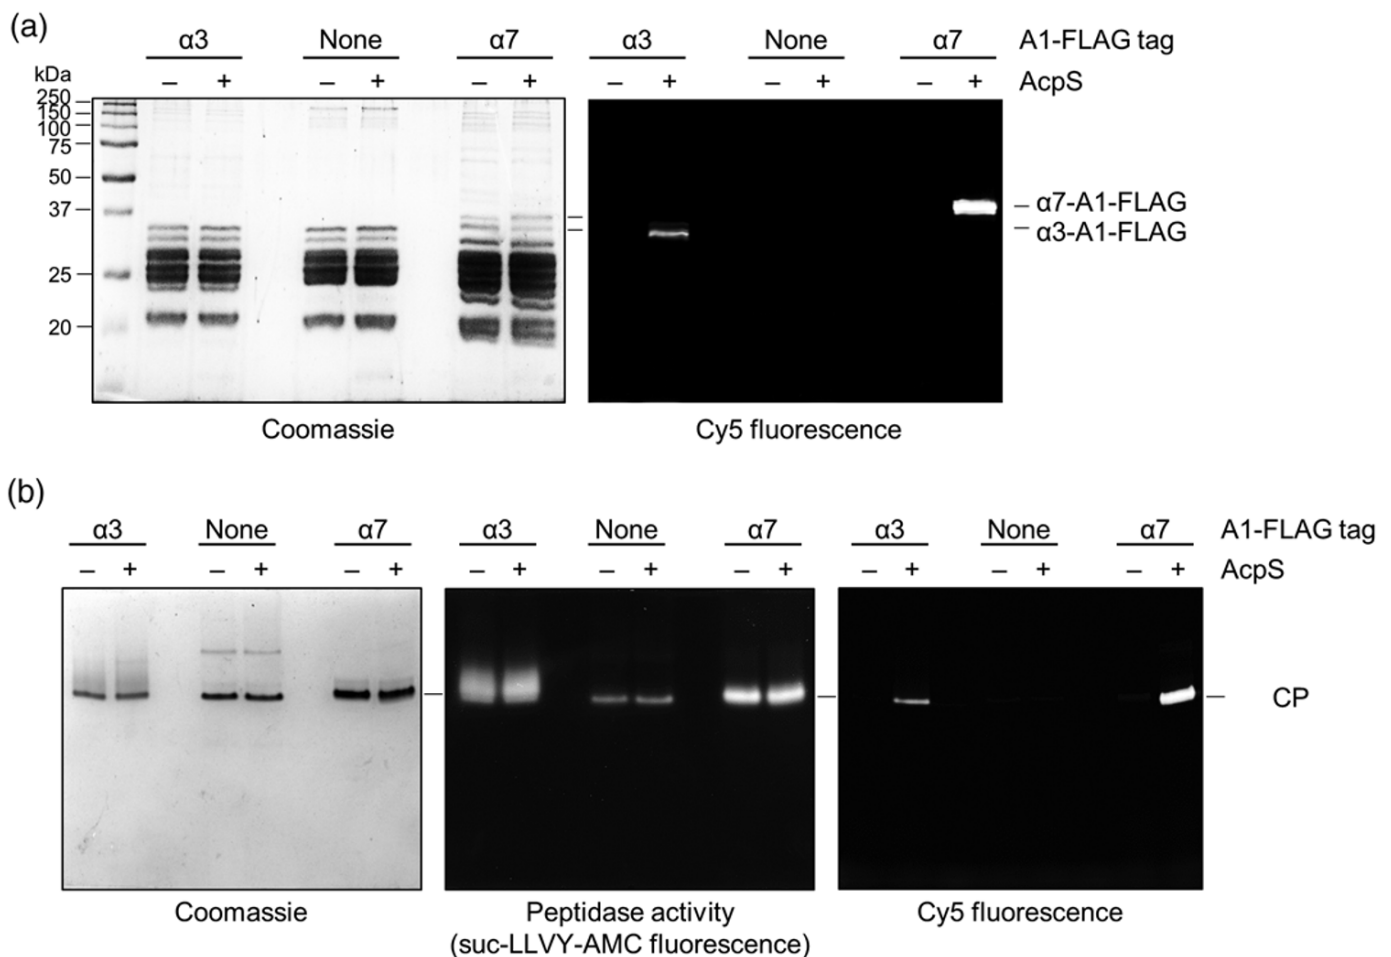 (a)
α3 None α7 α3 None α7 A1-FLAG tag
kDa – + – + – + – + – + – + AcpS
250
150
100
75
50
37
25
20
α7-A1-FLAG
α3-A1-FLAG
Coomassie Cy5 fluorescence
(b)
α3 None α7 α3 None α7 α3 None α7 A1-FLAG tag
– + – + – + – + – + – + – + – + – + AcpS
CP
Coomassie Peptidase activity Cy5 fluorescence
(suc-LLVY-AMC fluorescence)